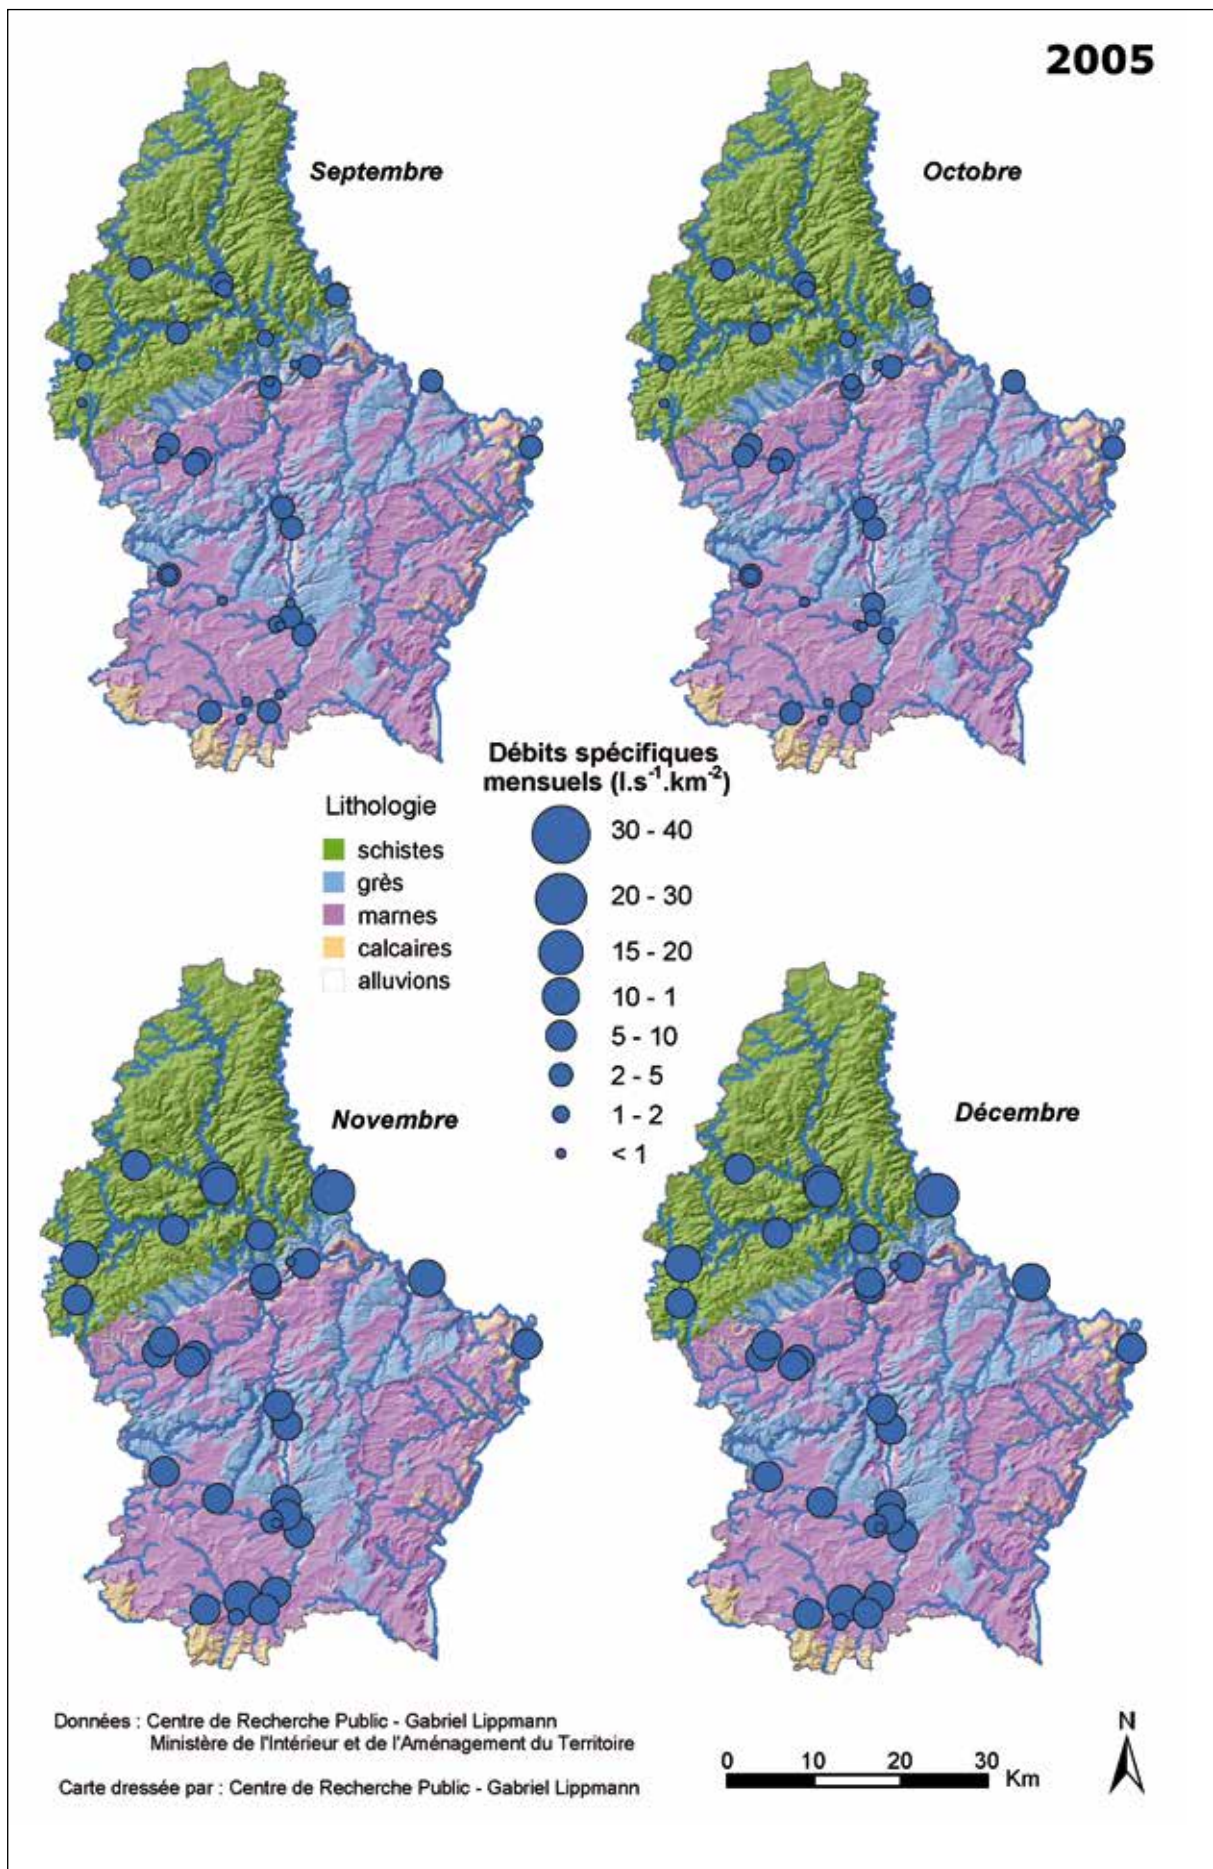 2005
Septembre
Octobre
Débits spécifiques
mensuels (l.s⁻¹.km⁻²)
Lithologie
schistes
grès
marnes
calcaires
alluvions
30 - 40
20 - 30
15 - 20
10 - 1
5 - 10
2 - 5
1 - 2
< 1
Novembre
Décembre
Données : Centre de Recherche Public - Gabriel Lippmann
Ministère de l'Intérieur et de l'Aménagement du Territoire
Carte dressée par : Centre de Recherche Public - Gabriel Lippmann
0 10 20 30
Km
N